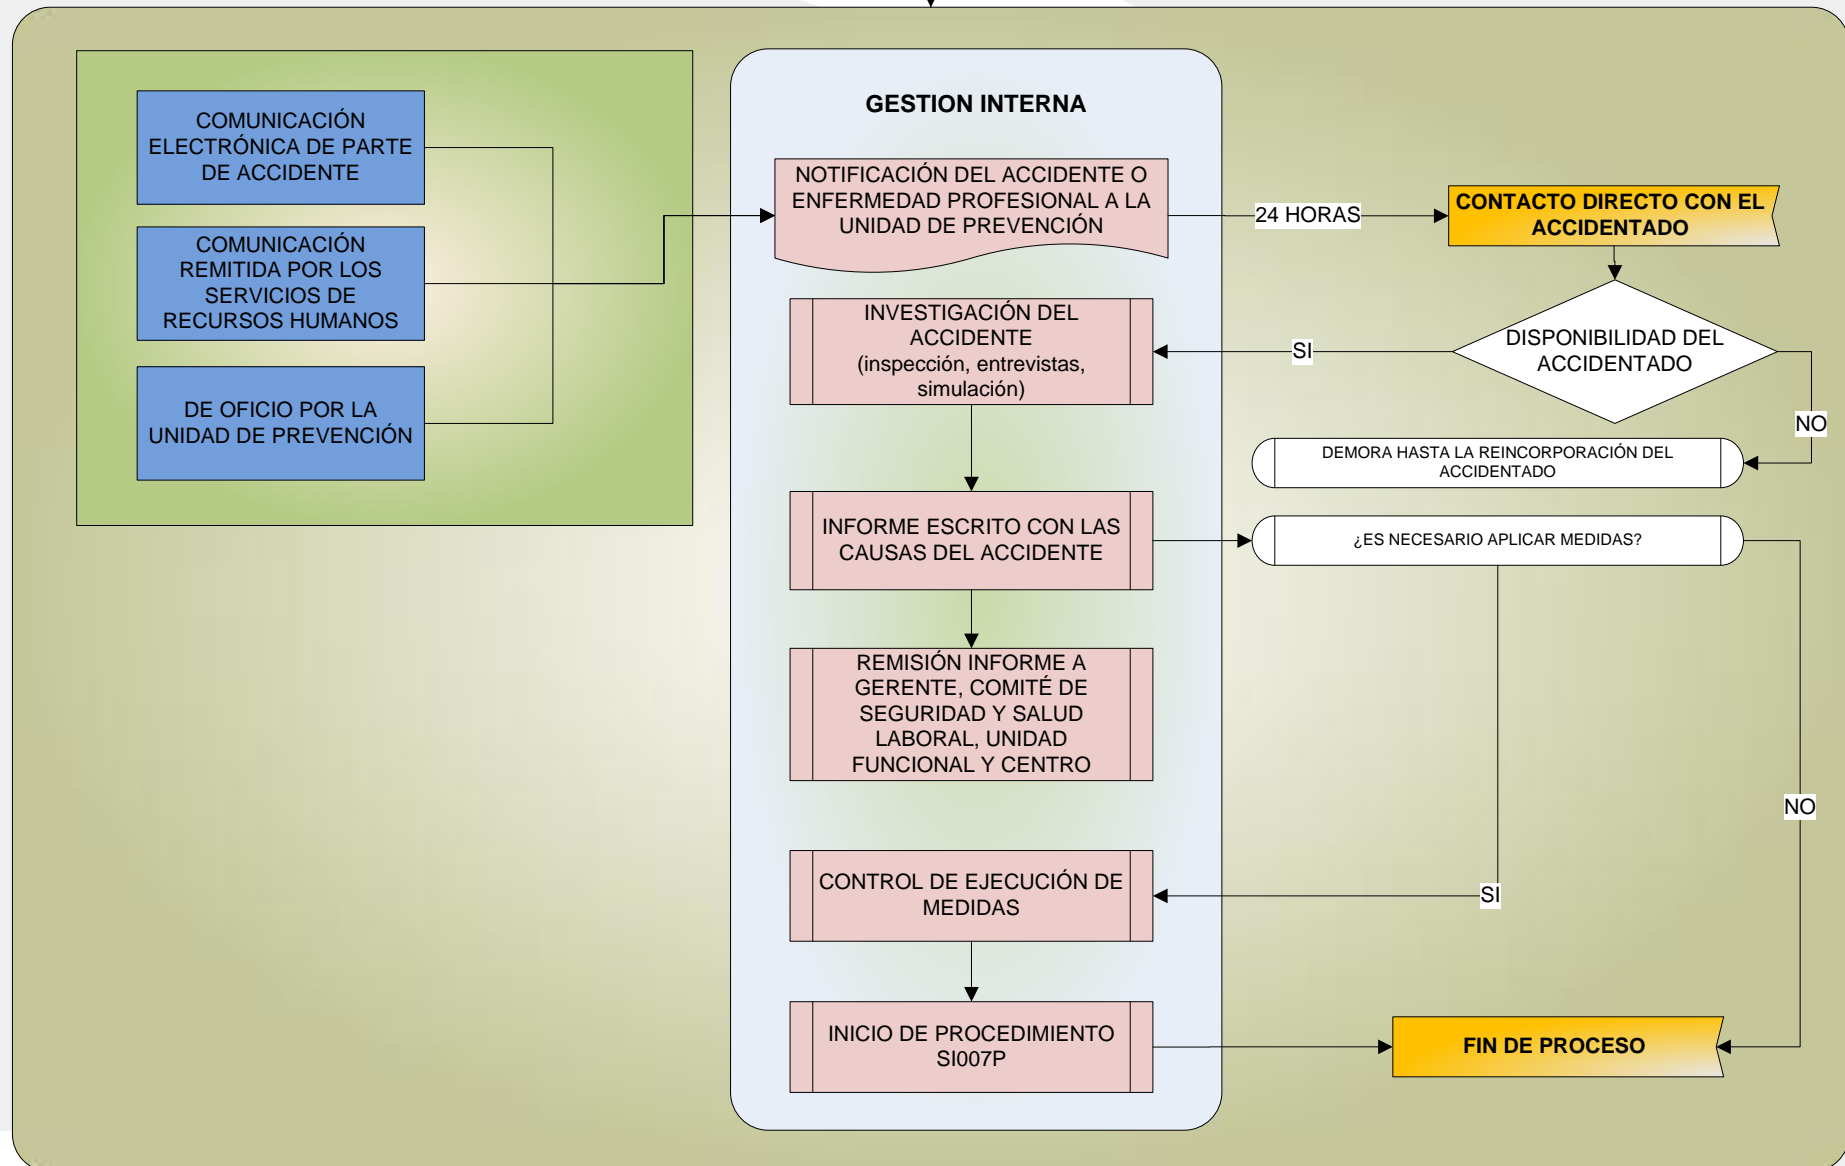 COMUNICACIÓN
ELECTRÓNICA DE PARTE
DE ACCIDENTE
COMUNICACIÓN
REMITIDA POR LOS
SERVICIOS DE
RECURSOS HUMANOS
DE OFICIO POR LA
UNIDAD DE PREVENCIÓN
GESTION INTERNA
NOTIFICACIÓN DEL ACCIDENTE O
ENFERMEDAD PROFESIONAL A LA
UNIDAD DE PREVENCIÓN
24 HORAS
CONTACTO DIRECTO CON EL
ACCIDENTADO
DISPONIBILIDAD DEL
ACCIDENTADO
SI
NO
INVESTIGACIÓN DEL
ACCIDENTE
(inspección, entrevistas,
simulación)
DEMORA HASTA LA REINCORPORACIÓN DEL
ACCIDENTADO
INFORME ESCRITO CON LAS
CAUSAS DEL ACCIDENTE
¿ES NECESARIO APLICAR MEDIDAS?
REMISIÓN INFORME A
GERENTE, COMITÉ DE
SEGURIDAD Y SALUD
LABORAL, UNIDAD
FUNCIONAL Y CENTRO
NO
SI
CONTROL DE EJECUCIÓN DE
MEDIDAS
INICIO DE PROCEDIMIENTO
SI007P
FIN DE PROCESO